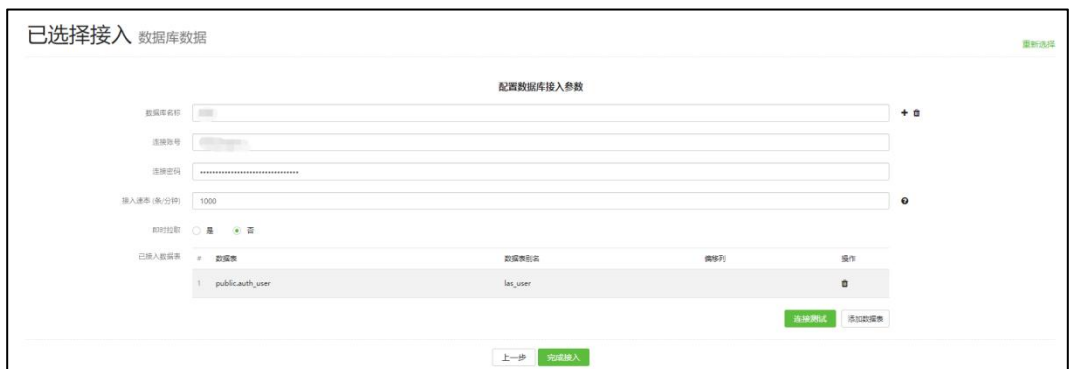 已选择接入 数据库数据
重新选择
配置数据库接入参数
数据库名称
连接账号
连接密码 ································
接入速率 (条/分钟) 1000
即时拉取 是 否
已接入数据表 # 数据表 数据表别名 偏移列 操作
1 public.auth_user las_user
连接测试 添加数据表
上一步 完成接入